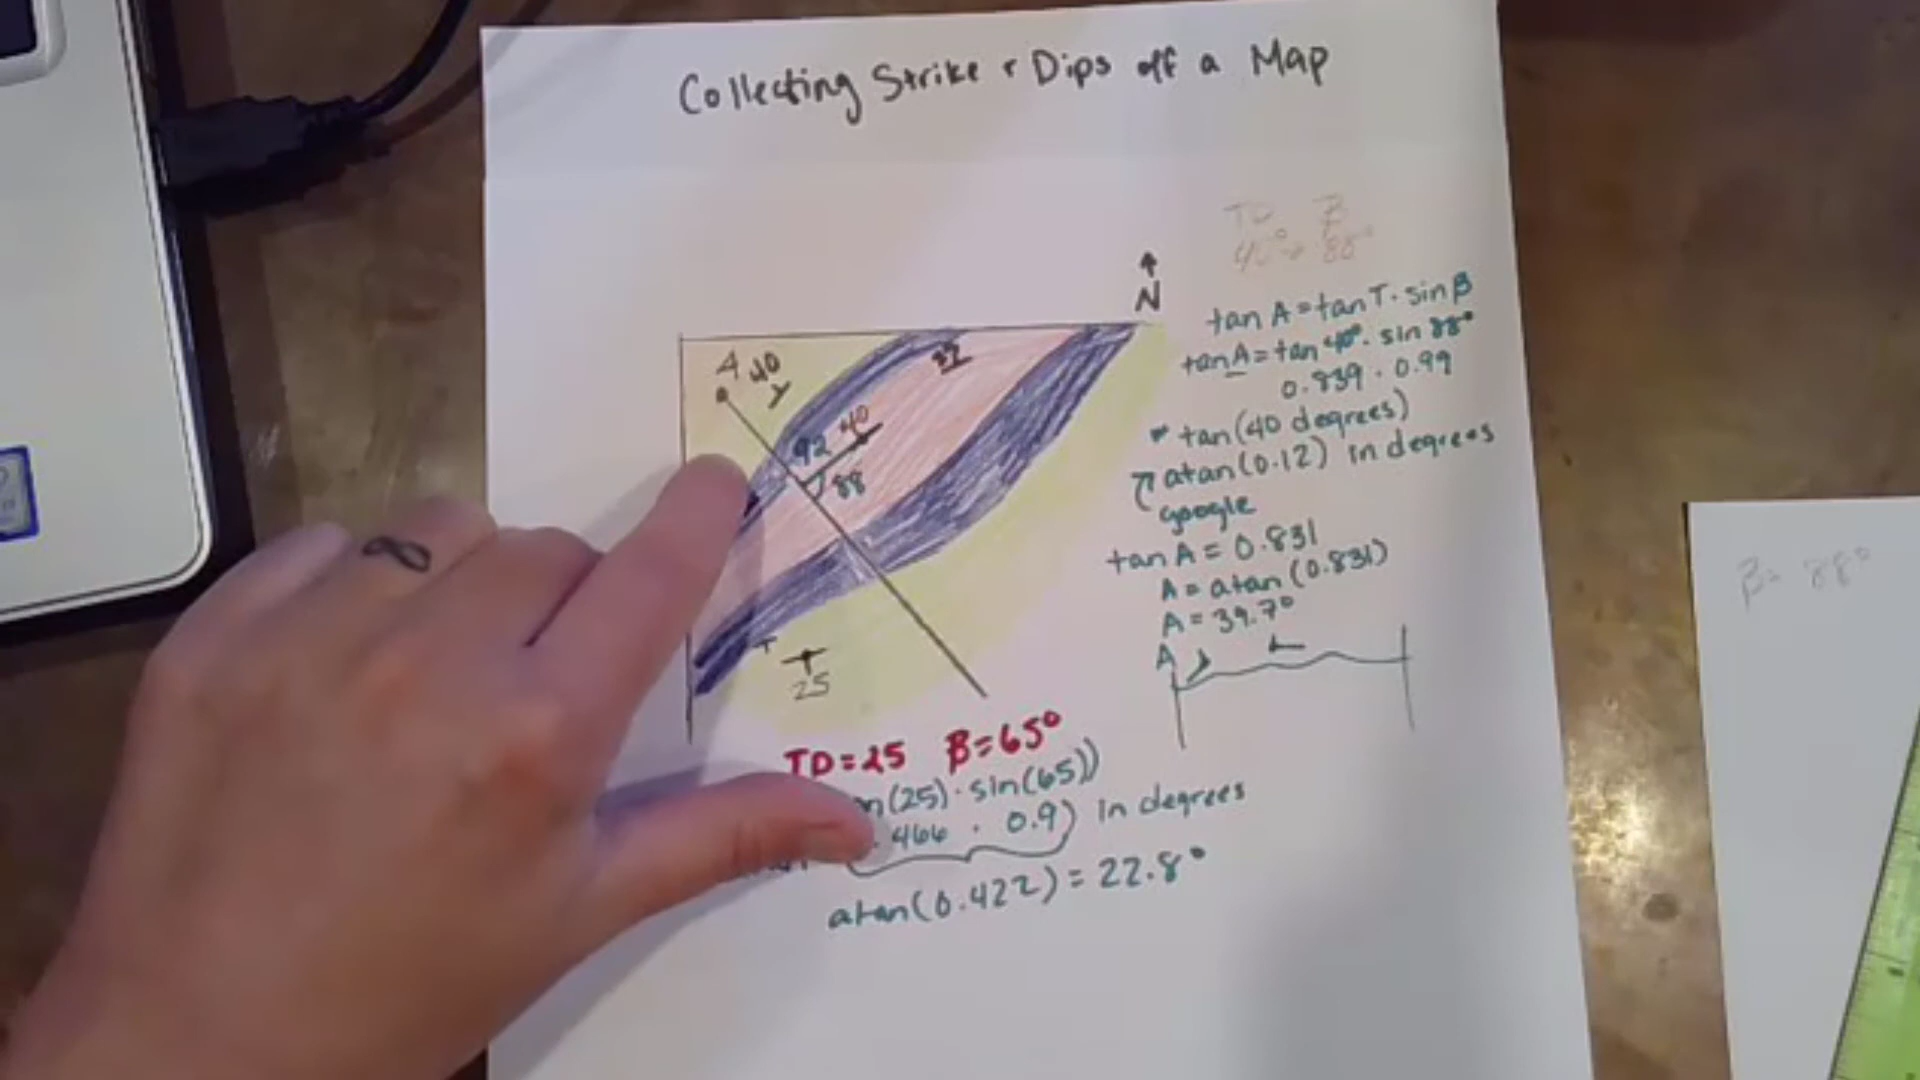 Collecting Strike & Dips off a Map
TD B
40° 88°
N
tan A = tan T · sin β
tan A = tan 40° · sin 88°
0.839 · 0.99
* tan (40 degrees)
atan (0.12) in degrees
google
tan A = 0.831
A = atan (0.831)
A = 39.7°
A
A 40
92 40
88
25
TD = 25 β = 65°
(25) · sin(65))
.466 · 0.9) in degrees
atan (0.422) = 22.8°
β= 88°